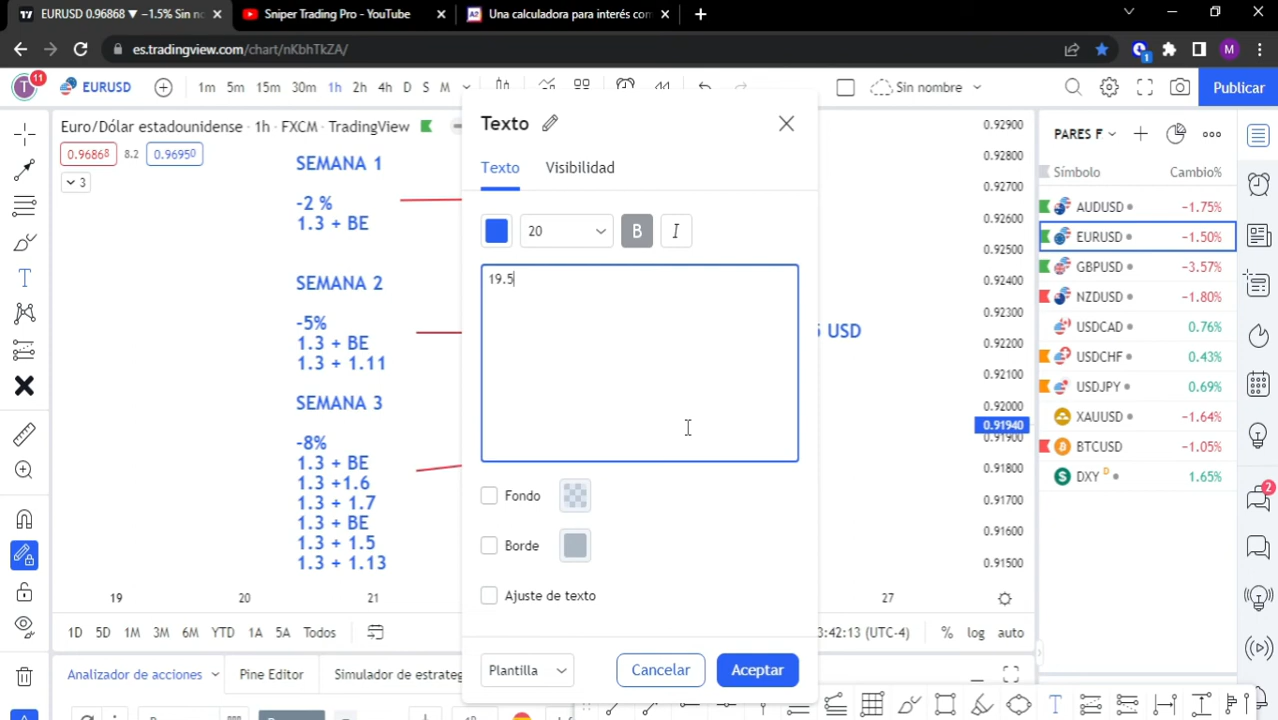 EURUSD 0.96868 ▼ −1.5% Sin no
Sniper Trading Pro - YouTube
Una calculadora para interés com
es.tradingview.com/chart/nKbhTkZA/
11
EURUSD
1m 5m 15m 30m 1h 2h 4h D S M
Sin nombre
Publicar
Euro/Dólar estadounidense · 1h · FXCM · TradingView
0.96868 8.2 0.96950
3
SEMANA 1
-2 %
1.3 + BE
SEMANA 2
-5%
1.3 + BE
1.3 + 1.11
SEMANA 3
-8%
1.3 + BE
1.3 +1.6
1.3 + 1.7
1.3 + BE
1.3 + 1.5
1.3 + 1.13
Texto
Texto Visibilidad
20 B I
19.5
Fondo
Borde
Ajuste de texto
Plantilla Cancelar Aceptar
USD
0.92900
0.92800
0.92700
0.92600
0.92500
0.92400
0.92300
0.92200
0.92100
0.92000
0.91940
0.91900
0.91800
0.91700
0.91600
0.91500
PARES F
Símbolo Cambio%
AUDUSD −1.75%
EURUSD −1.50%
GBPUSD −3.57%
NZDUSD −1.80%
USDCAD 0.76%
USDCHF 0.43%
USDJPY 0.69%
XAUUSD −1.64%
BTCUSD −1.05%
DXY D 1.65%
2
19 20 21 27
1D 5D 1M 3M 6M YTD 1A 5A Todos
3:42:13 (UTC-4) % log auto
Analizador de acciones Pine Editor Simulador de estrate